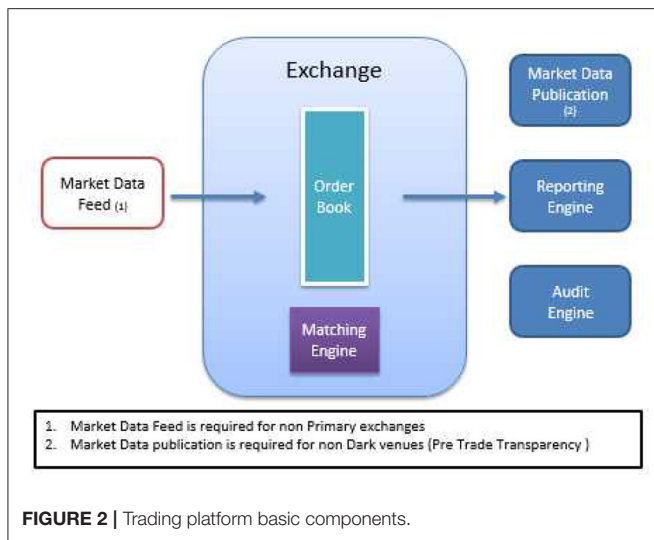 Exchange
Market Data
Feed (1)
Order
Book
Matching
Engine
Market Data
Publication
(2)
Reporting
Engine
Audit
Engine
1. Market Data Feed is required for non Primary exchanges
2. Market Data publication is required for non Dark venues (Pre Trade Transparency )
FIGURE 2 | Trading platform basic components.